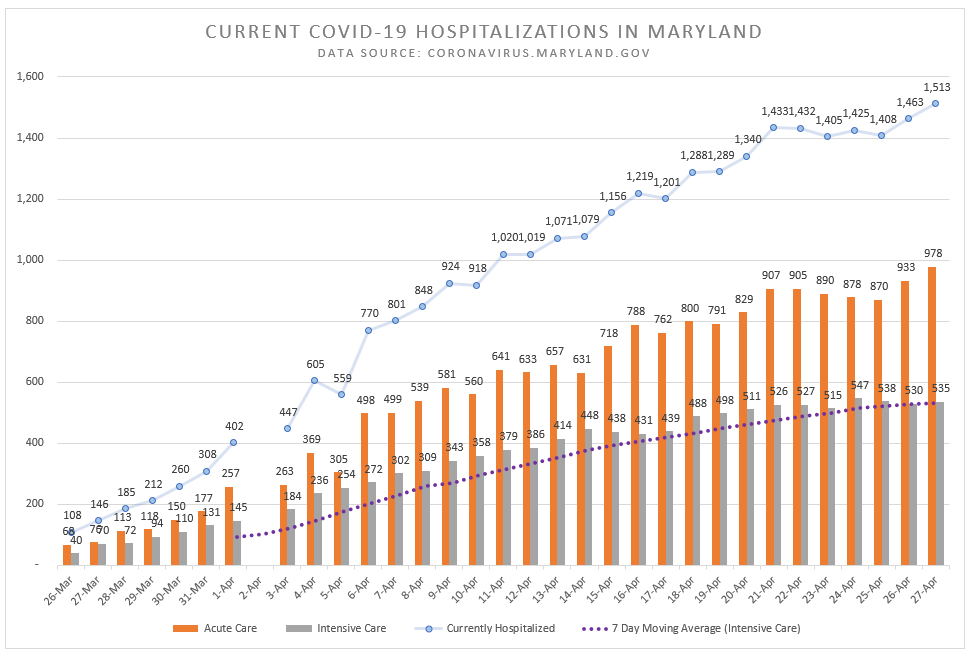 CURRENT COVID-19 HOSPITALIZATIONS IN MARYLAND
DATA SOURCE: CORONAVIRUS.MARYLAND.GOV
1,600
1,400
1,200
1,000
800
600
400
200
-
108 146 185 212 260 308 402 447 605 559 770 801 848 924 918 1,020 1,019 1,071 1,079 1,156 1,219 1,201 1,288 1,289 1,340 1,433 1,432 1,405 1,425 1,408 1,463 1,513
68 76 113 118 150 177 257 263 369 305 498 499 539 581 560 641 633 657 631 718 788 762 800 791 829 907 905 890 878 870 933 978
40 70 72 94 110 131 145 184 236 254 272 302 309 343 358 379 386 414 448 438 431 439 488 498 511 526 527 515 547 538 530 535
26-Mar 27-Mar 28-Mar 29-Mar 30-Mar 31-Mar 1-Apr 2-Apr 3-Apr 4-Apr 5-Apr 6-Apr 7-Apr 8-Apr 9-Apr 10-Apr 11-Apr 12-Apr 13-Apr 14-Apr 15-Apr 16-Apr 17-Apr 18-Apr 19-Apr 20-Apr 21-Apr 22-Apr 23-Apr 24-Apr 25-Apr 26-Apr 27-Apr
Acute Care Intensive Care Currently Hospitalized 7 Day Moving Average (Intensive Care)